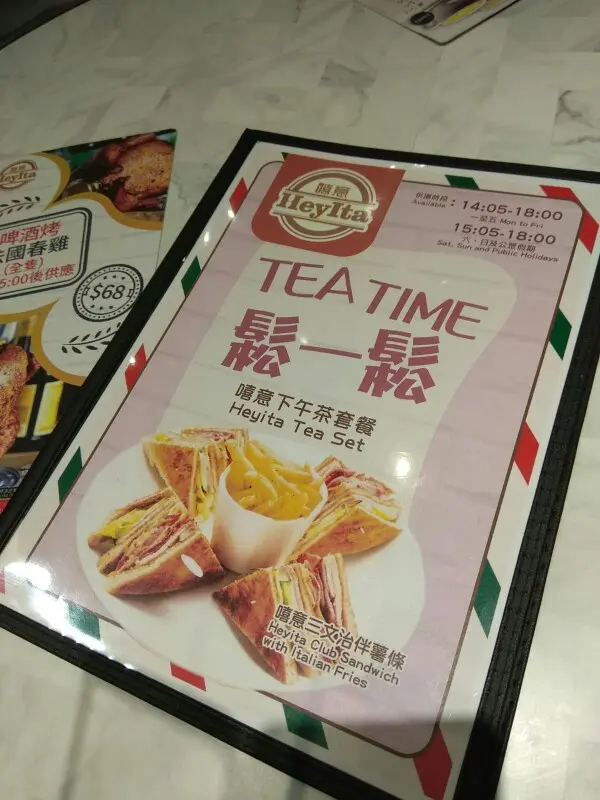 嘻意
HeyIta
供應時段:
Available
14:05-18:00
一至五 Mon to Fri
15:05-18:00
六、日及公眾假期
Sat, Sun and Public Holidays
TEA TIME
鬆一鬆
嘻意下午茶套餐
Heyita Tea Set
嘻意三文治伴薯條
Heyita Club Sandwich
with Italian Fries
HeyIta
啤酒烤
法國春雞
(全隻)
5:00後供應
$68